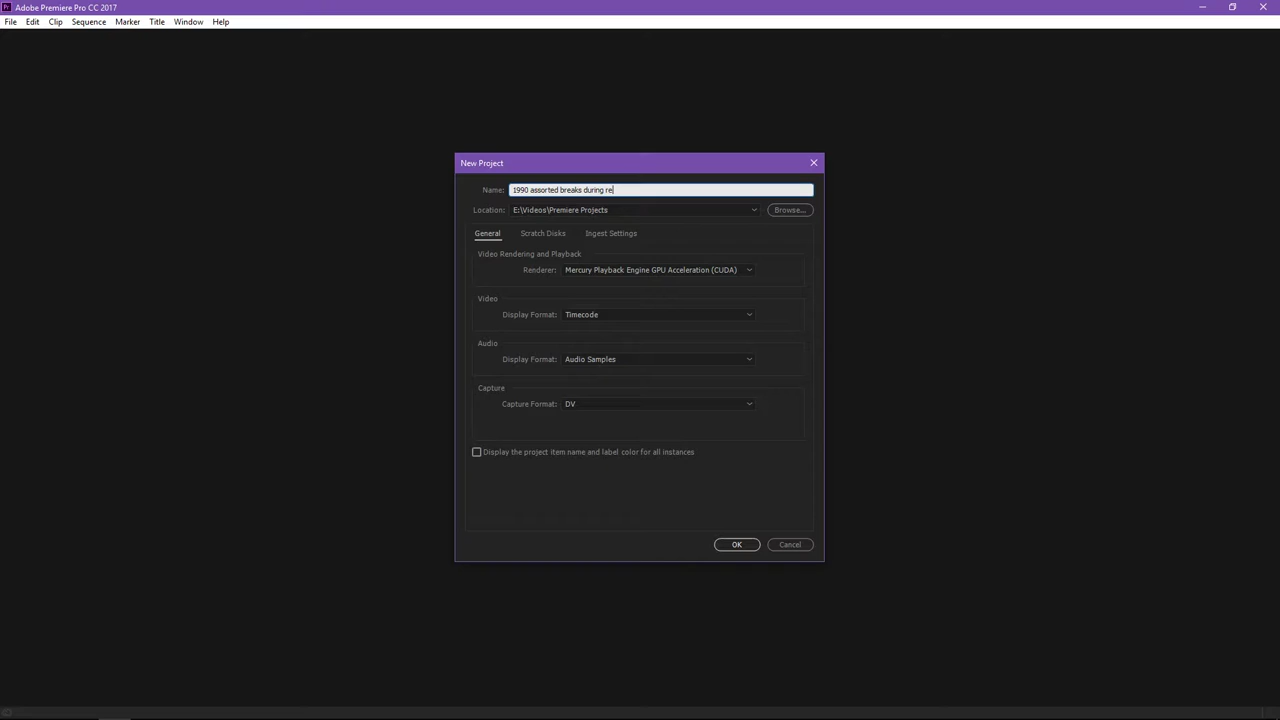 Pr Adobe Premiere Pro CC 2017
File Edit Clip Sequence Marker Title Window Help
New Project
Name: 1990 assorted breaks during re
Location: E:\Videos\Premiere Projects Browse...
General Scratch Disks Ingest Settings
Video Rendering and Playback
Renderer: Mercury Playback Engine GPU Acceleration (CUDA)
Video
Display Format: Timecode
Audio
Display Format: Audio Samples
Capture
Capture Format: DV
Display the project item name and label color for all instances
OK Cancel